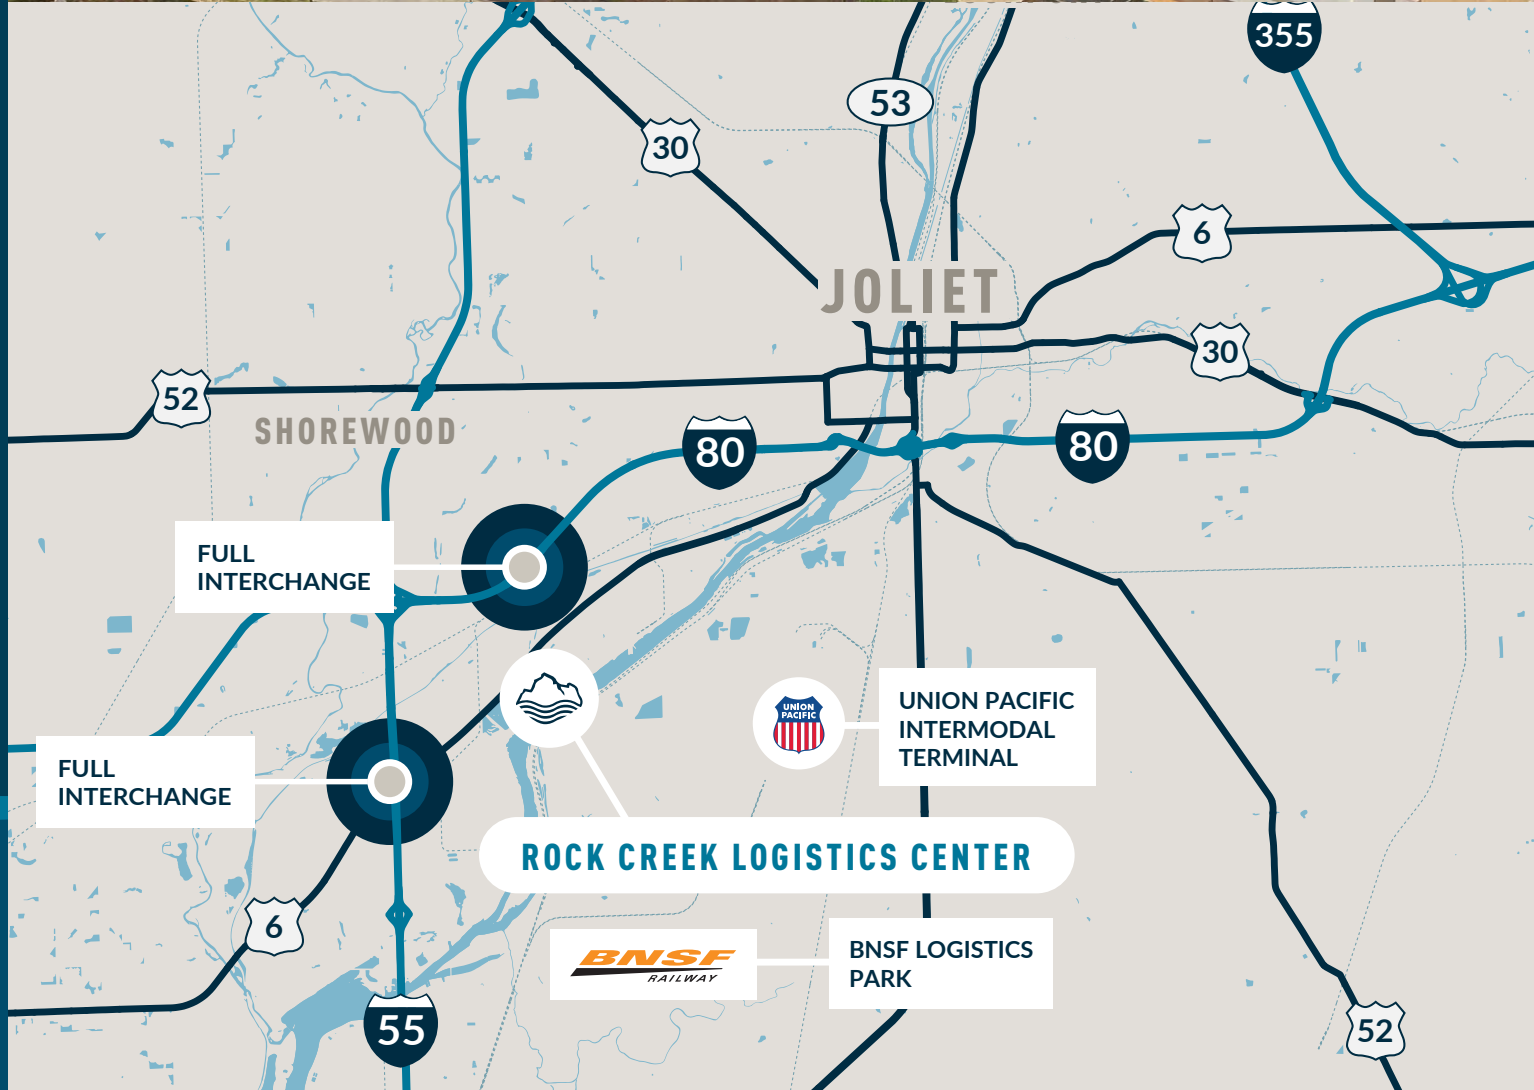 355
53
30
6
JOLIET
30
52
SHOREWOOD
80
80
FULL
INTERCHANGE
UNION
PACIFIC
UNION PACIFIC
INTERMODAL
TERMINAL
FULL
INTERCHANGE
ROCK CREEK LOGISTICS CENTER
6
BNSF
RAILWAY
BNSF LOGISTICS
PARK
55
52